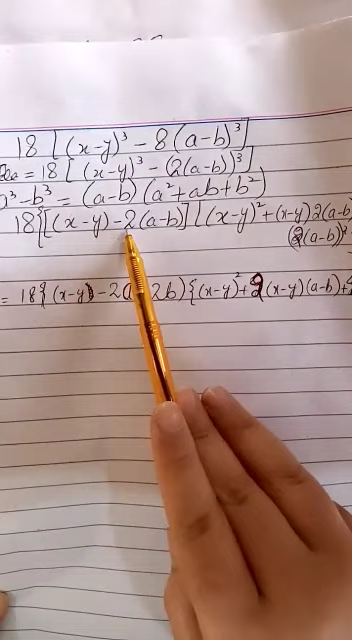 18 [(x-y)³ - 8(a-b)³]
= 18 [(x-y)³ - (2(a-b))³]
a³-b³ = (a-b)(a²+ab+b²)
18{[(x-y)-2(a-b)] [(x-y)²+(x-y)2(a-b)
(2(a-b)²
= 18{(x-y)-2a 2b){(x-y)²+2(x-y)(a-b)+